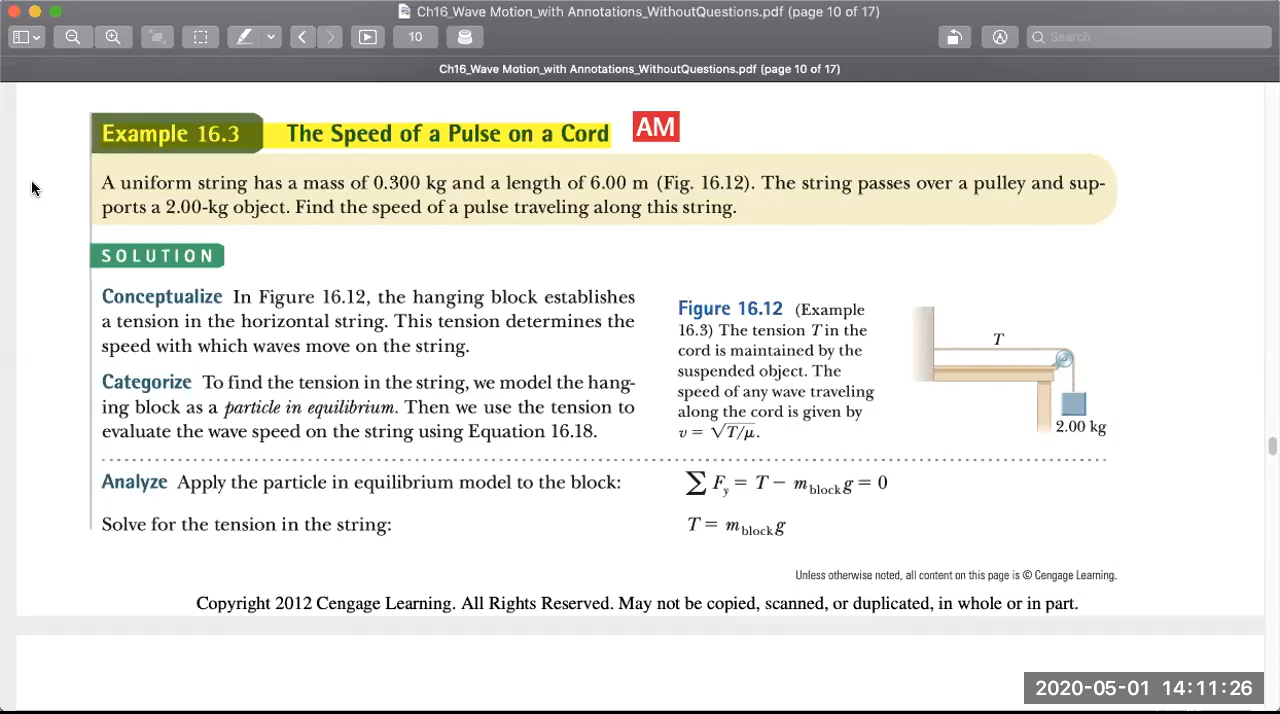 Ch16_Wave Motion_with Annotations_WithoutQuestions.pdf (page 10 of 17)
10
Search
Ch16_Wave Motion_with Annotations_WithoutQuestions.pdf (page 10 of 17)
Example 16.3 The Speed of a Pulse on a Cord AM
A uniform string has a mass of 0.300 kg and a length of 6.00 m (Fig. 16.12). The string passes over a pulley and sup-
ports a 2.00-kg object. Find the speed of a pulse traveling along this string.
SOLUTION
Conceptualize In Figure 16.12, the hanging block establishes
a tension in the horizontal string. This tension determines the
speed with which waves move on the string.
Categorize To find the tension in the string, we model the hang-
ing block as a particle in equilibrium. Then we use the tension to
evaluate the wave speed on the string using Equation 16.18.
Figure 16.12 (Example
16.3) The tension T in the
cord is maintained by the
suspended object. The
speed of any wave traveling
along the cord is given by
v = √T/μ.
T
2.00 kg
Analyze Apply the particle in equilibrium model to the block: ∑ Fy = T − mblock g = 0
Solve for the tension in the string: T = mblock g
Unless otherwise noted, all content on this page is © Cengage Learning.
Copyright 2012 Cengage Learning. All Rights Reserved. May not be copied, scanned, or duplicated, in whole or in part.
2020-05-01 14:11:26